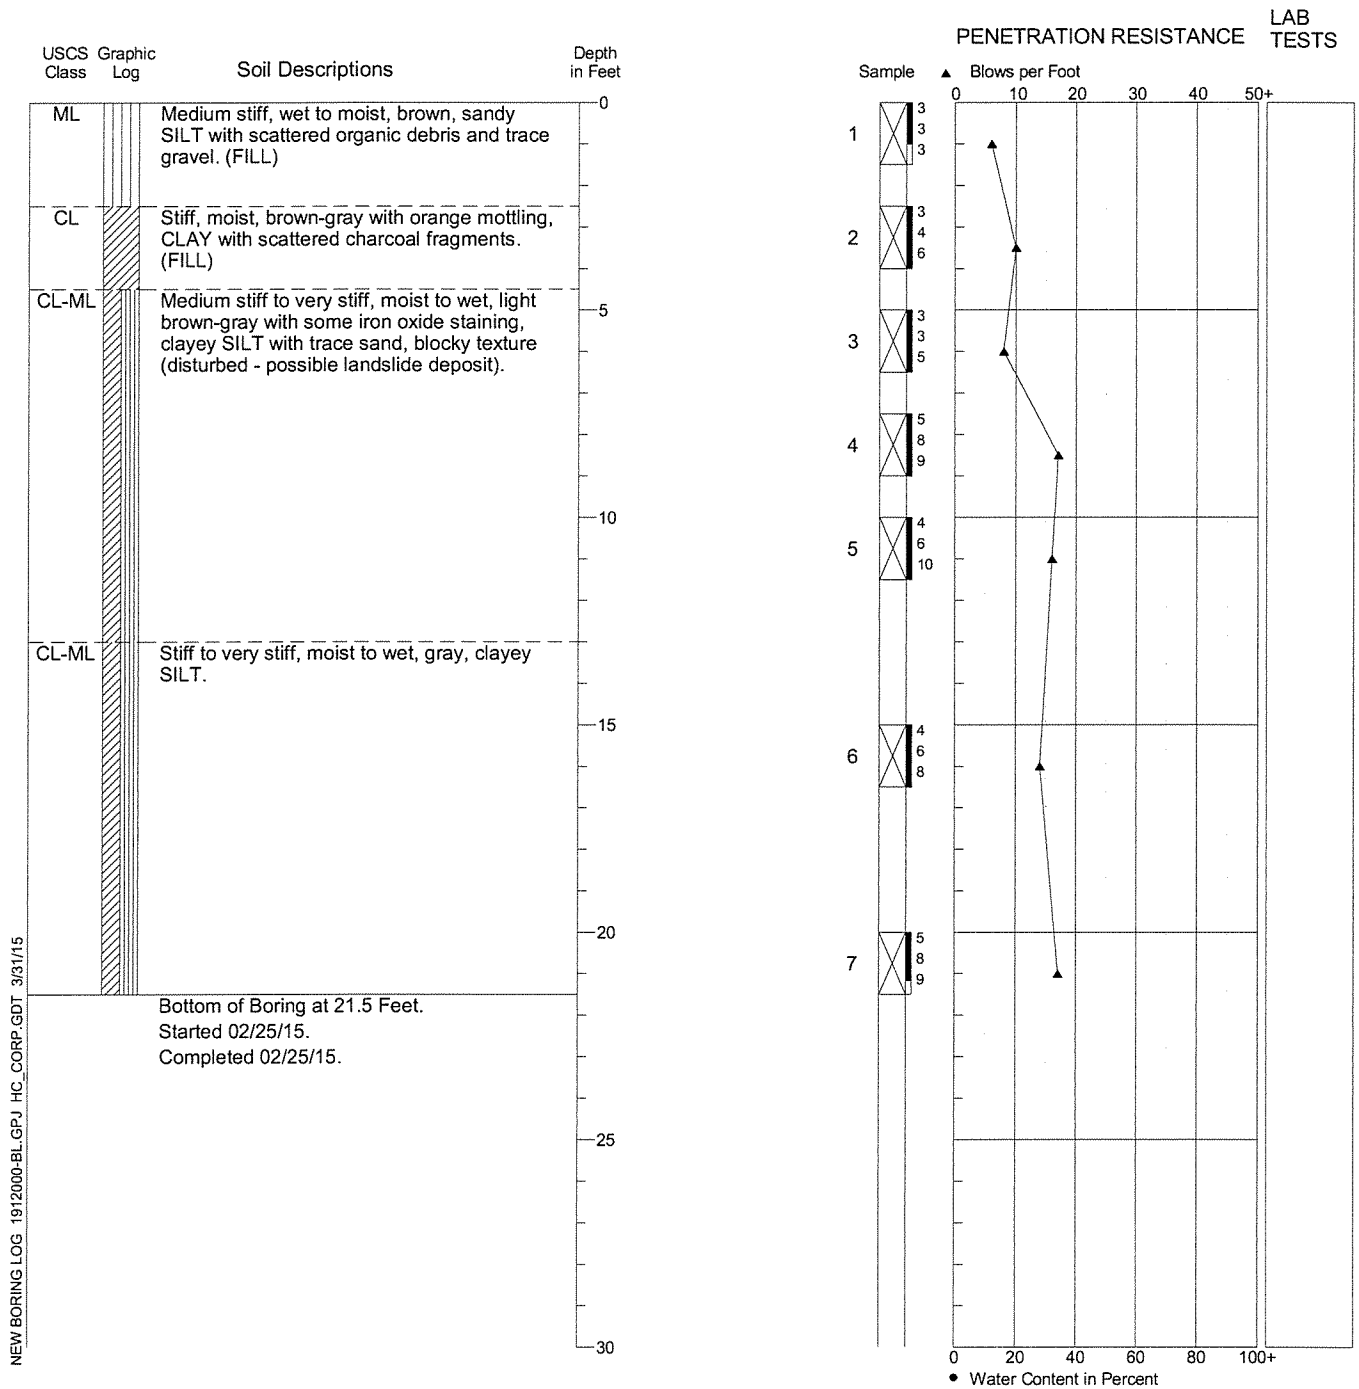 PENETRATION RESISTANCE
LAB
TESTS
USCS Graphic
Class Log
Soil Descriptions
Depth
in Feet
Sample
▲ Blows per Foot
0 10 20 30 40 50+
0
ML
Medium stiff, wet to moist, brown, sandy
SILT with scattered organic debris and trace
gravel. (FILL)
1
3
3
3
CL
Stiff, moist, brown-gray with orange mottling,
CLAY with scattered charcoal fragments.
(FILL)
2
3
4
6
CL-ML
Medium stiff to very stiff, moist to wet, light
brown-gray with some iron oxide staining,
clayey SILT with trace sand, blocky texture
(disturbed - possible landslide deposit).
5
3
3
3
5
4
5
8
9
10
5
4
6
10
CL-ML
Stiff to very stiff, moist to wet, gray, clayey
SILT.
15
6
4
6
8
20
7
5
8
9
Bottom of Boring at 21.5 Feet.
Started 02/25/15.
Completed 02/25/15.
25
30
0 20 40 60 80 100+
● Water Content in Percent
NEW BORING LOG 1912000-BL.GPJ HC_CORP.GDT 3/31/15